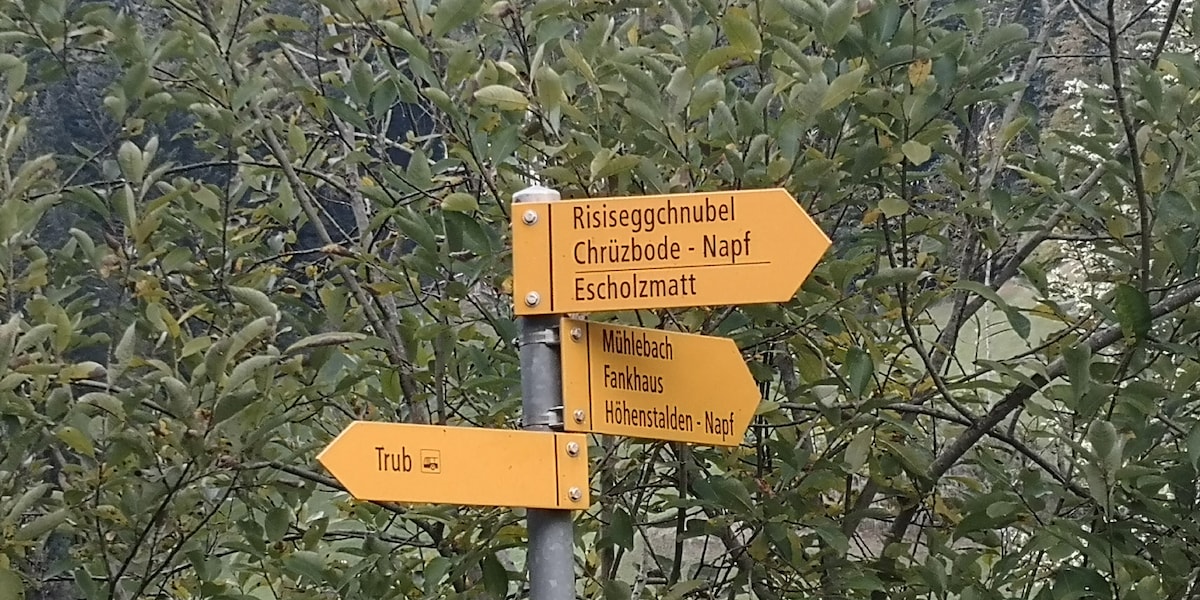 Risiseggchnubel
Chrüzbode - Napf
Escholzmatt
Mühlebach
Fankhaus
Höhenstalden - Napf
Trub